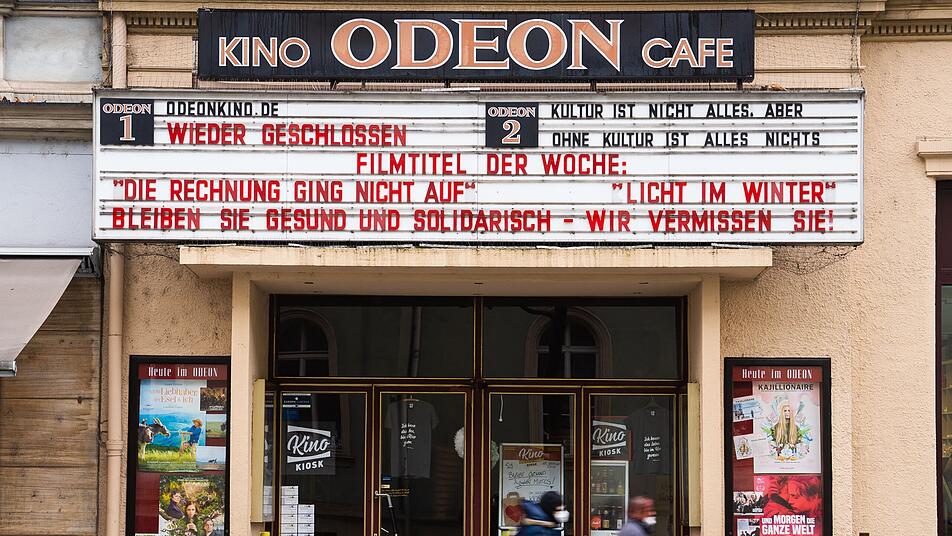 KINO ODEON CAFE
ODEON 1
ODEONKINO.DE
WIEDER GESCHLOSSEN
ODEON 2
KULTUR IST NICHT ALLES. ABER
OHNE KULTUR IST ALLES NICHTS
FILMTITEL DER WOCHE:
"DIE RECHNUNG GING NICHT AUF" "LICHT IM WINTER"
BLEIBEN SIE GESUND UND SOLIDARISCH - WIR VERMISSEN SIE!
Heute im ODEON
Liebhaber
Esel & ich
Kino
KIOSK
Kino
Kino
KIOSK
Heute im ODEON
KAJILLIONAIRE
UND MORGEN DIE
GANZE WELT